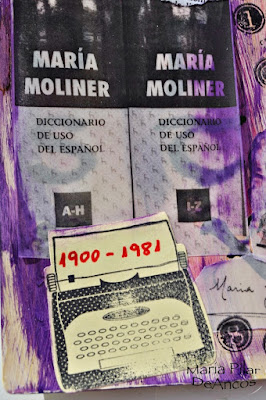 MARÍA
MOLINER
DICCIONARIO
DE USO
DEL ESPAÑOL
A-H
MARÍA
MOLINER
DICCIONARIO
DE USO
DEL ESPAÑOL
I-Z
1
1900 - 1981
María
María Pilar
DeAncos